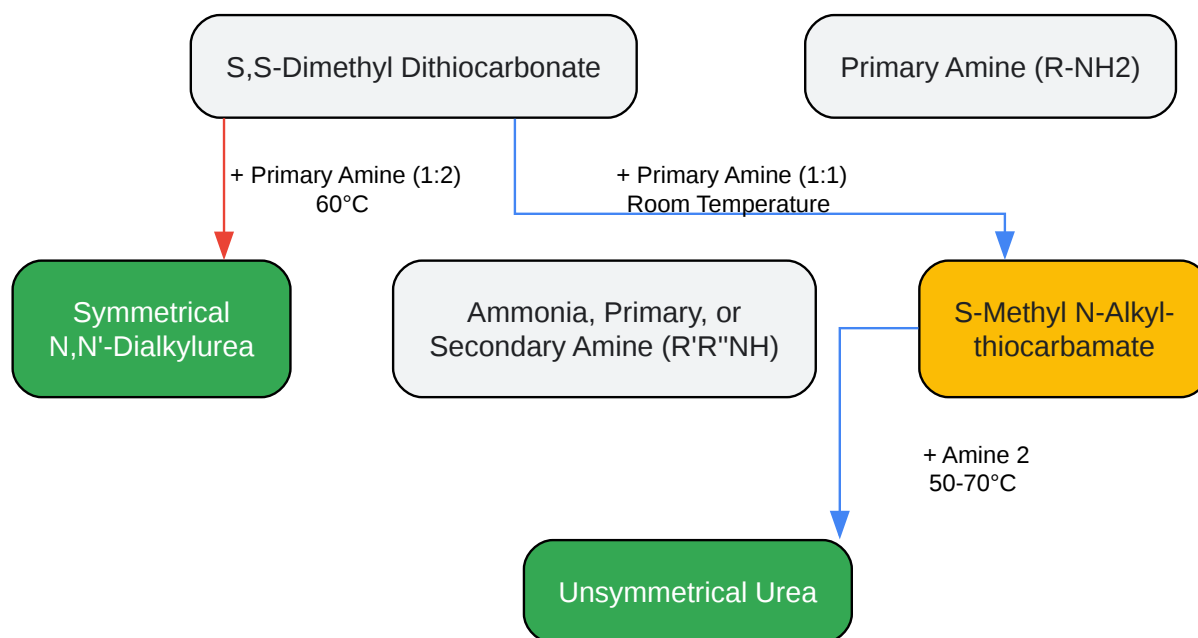 S,S-Dimethyl Dithiocarbonate
Primary Amine (R-NH2)
+ Primary Amine (1:2)
60°C
+ Primary Amine (1:1)
Room Temperature
Symmetrical
N,N'-Dialkylurea
Ammonia, Primary, or
Secondary Amine (R'R''NH)
S-Methyl N-Alkyl-
thiocarbamate
+ Amine 2
50-70°C
Unsymmetrical Urea